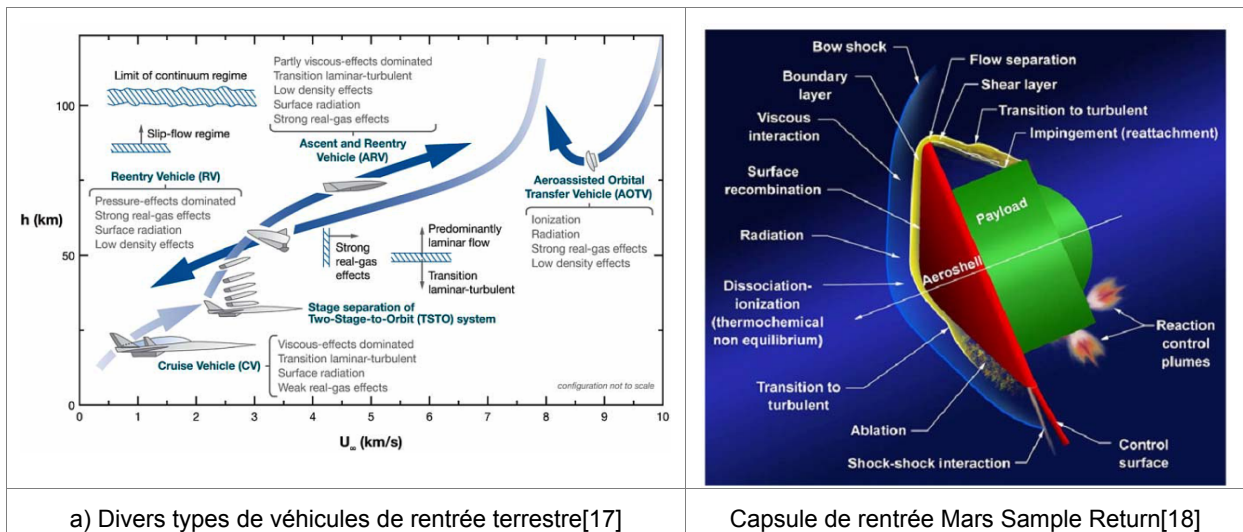 Limit of continuum regime
Slip-flow regime
Partly viscous-effects dominated
Transition laminar-turbulent
Low density effects
Surface radiation
Strong real-gas effects
Ascent and Reentry
Vehicle (ARV)
Reentry Vehicle (RV)
Pressure-effects dominated
Strong real-gas effects
Surface radiation
Low density effects
Aeroassisted Orbital
Transfer Vehicle (AOTV)
Ionization
Radiation
Strong real-gas effects
Low density effects
Strong
real-gas
effects
Predominantly
laminar flow
Transition
laminar-turbulent
Stage separation of
Two-Stage-to-Orbit (TSTO) system
Cruise Vehicle (CV)
Viscous-effects dominated
Transition laminar-turbulent
Surface radiation
Weak real-gas effects
configuration not to scale
h (km)
100
50
0
0 1 2 3 4 5 6 7 8 9 10
U∞ (km/s)
Bow shock
Boundary
layer
Viscous
interaction
Surface
recombination
Radiation
Dissociation-
ionization
(thermochemical
non equilibrium)
Transition to
turbulent
Ablation
Shock-shock interaction
Flow separation
Shear layer
Transition to turbulent
Impingement (reattachment)
Payload
Aeroshell
Reaction
control
plumes
Control
surface
a) Divers types de véhicules de rentrée terrestre[17]
Capsule de rentrée Mars Sample Return[18]